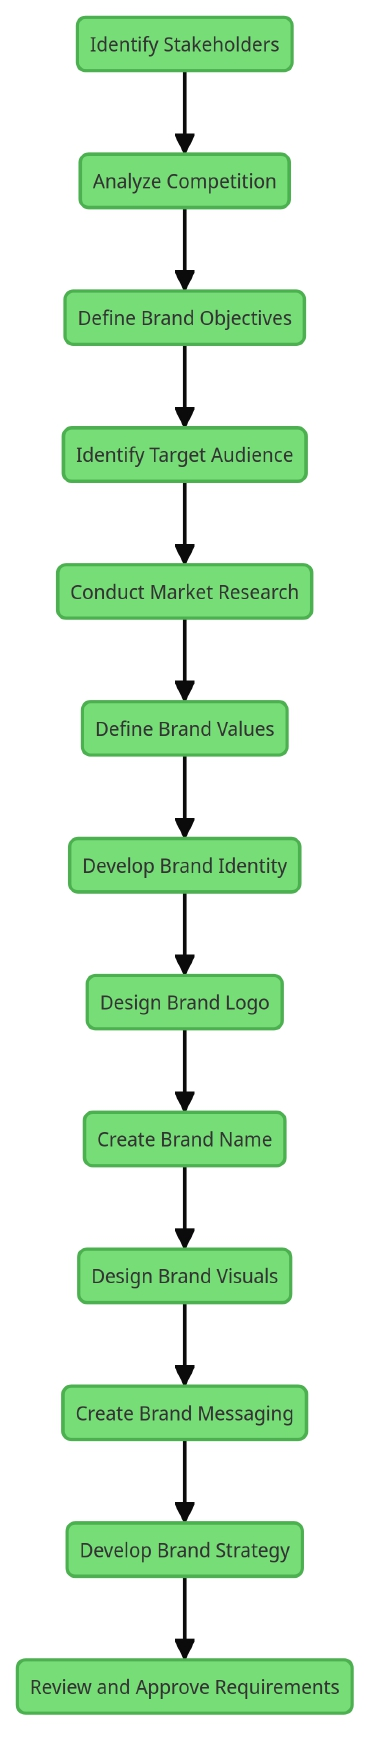 Identify Stakeholders
Analyze Competition
Define Brand Objectives
Identify Target Audience
Conduct Market Research
Define Brand Values
Develop Brand Identity
Design Brand Logo
Create Brand Name
Design Brand Visuals
Create Brand Messaging
Develop Brand Strategy
Review and Approve Requirements